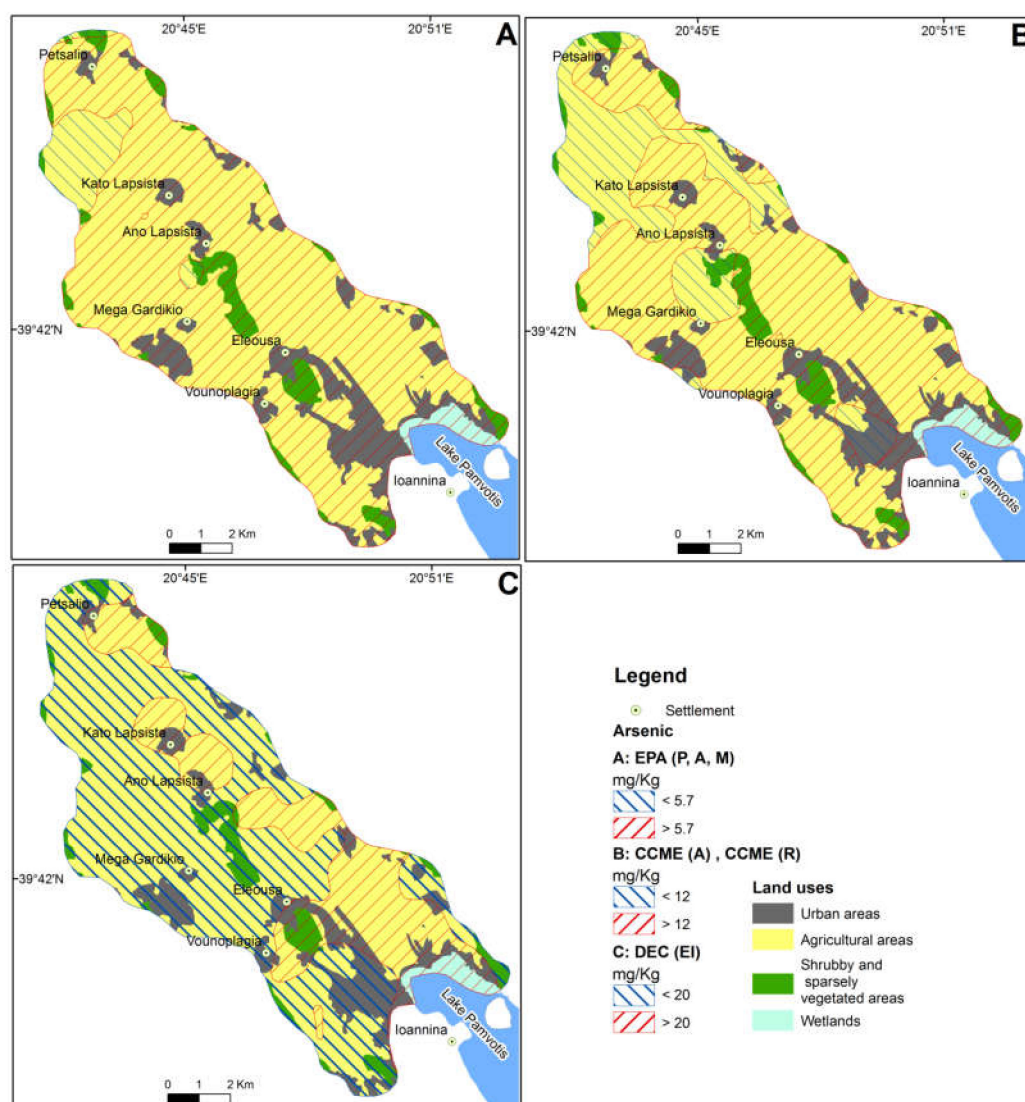 20°45'E
20°51'E
A
Petsalio
Kato Lapsista
Ano Lapsista
Mega Gardikio
39°42'N
Eleousa
Vounoplagia
Lake Pamvotis
Ioannina
0 1 2 Km
20°45'E
20°51'E
B
Petsalio
Kato Lapsista
Ano Lapsista
Mega Gardikio
39°42'N
Eleousa
Vounoplagia
Lake Pamvotis
Ioannina
0 1 2 Km
20°45'E
20°51'E
C
Petsalio
Kato Lapsista
Ano Lapsista
Mega Gardikio
39°42'N
Eleousa
Vounoplagia
Lake Pamvotis
Ioannina
0 1 2 Km
Legend
Settlement
Arsenic
A: EPA (P, A, M)
mg/Kg
< 5.7
> 5.7
B: CCME (A) , CCME (R)
mg/Kg
< 12
> 12
C: DEC (EI)
mg/Kg
< 20
> 20
Land uses
Urban areas
Agricultural areas
Shrubby and
sparsely
vegetated areas
Wetlands